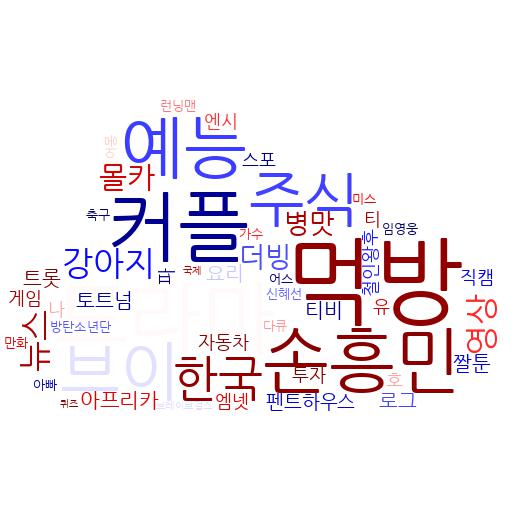 런닝맨
엔시
예능
스포
몰카
주식
미스
커플
축구
병맛
티
임영웅
가수
강아지
더빙
먹방
철인왕후
파
국제
요리
직캠
트롯
어스
게임
토트넘
신혜선
나
티비
유
영상
뉴스
방탄소년단
다큐
만화
브이
자동차
손흥민
짤툰
한국
투자
호
아빠
퀴즈
아프리카
엠넷
펜트하우스
로그